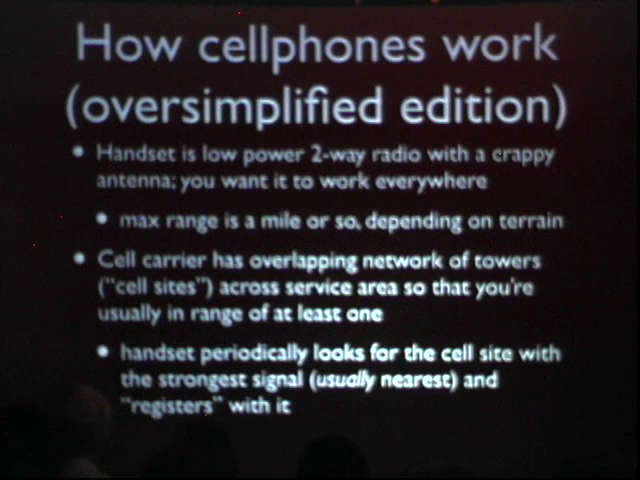 How cellphones work
(oversimplified edition)
• Handset is low power 2-way radio with a crappy
antenna; you want it to work everywhere
• max range is a mile or so, depending on terrain
• Cell carrier has overlapping network of towers
("cell sites") across service area so that you're
usually in range of at least one
• handset periodically looks for the cell site with
the strongest signal (usually nearest) and
"registers" with it